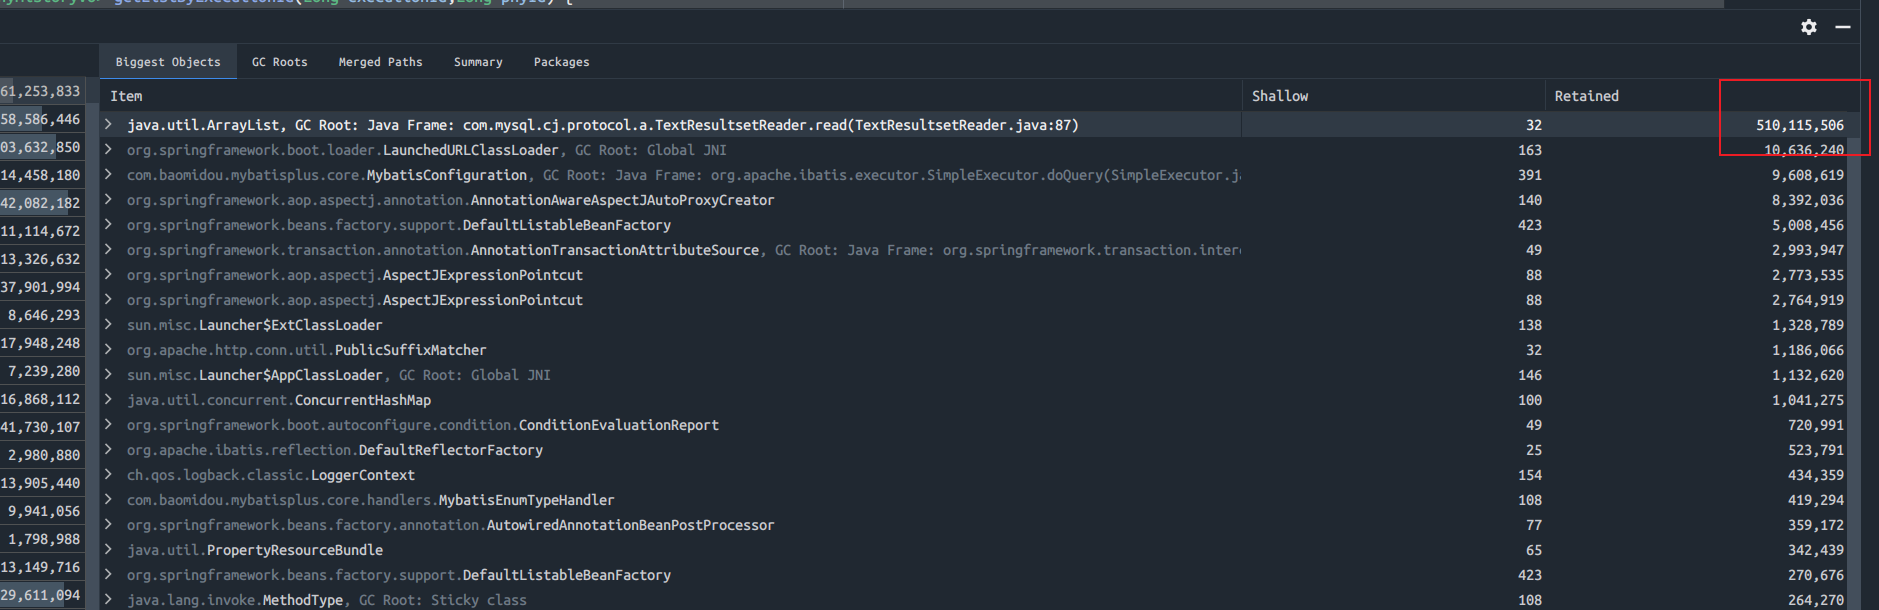 getListByExecutionId(Long executionId,Long phyId) {
Biggest Objects GC Roots Merged Paths Summary Packages
Item Shallow Retained
61,253,833
58,586,446
03,632,850
14,458,180
42,082,182
11,114,672
13,326,632
37,901,994
8,646,293
17,948,248
7,239,280
16,868,112
41,730,107
2,980,880
13,905,440
9,941,056
1,798,988
13,149,716
29,611,094
java.util.ArrayList, GC Root: Java Frame: com.mysql.cj.protocol.a.TextResultsetReader.read(TextResultsetReader.java:87) 32 510,115,506
org.springframework.boot.loader.LaunchedURLClassLoader, GC Root: Global JNI 163 10,636,240
com.baomidou.mybatisplus.core.MybatisConfiguration, GC Root: Java Frame: org.apache.ibatis.executor.SimpleExecutor.doQuery(SimpleExecutor.ja 391 9,608,619
org.springframework.aop.aspectj.annotation.AnnotationAwareAspectJAutoProxyCreator 140 8,392,036
org.springframework.beans.factory.support.DefaultListableBeanFactory 423 5,008,456
org.springframework.transaction.annotation.AnnotationTransactionAttributeSource, GC Root: Java Frame: org.springframework.transaction.interc 49 2,993,947
org.springframework.aop.aspectj.AspectJExpressionPointcut 88 2,773,535
org.springframework.aop.aspectj.AspectJExpressionPointcut 88 2,764,919
sun.misc.Launcher$ExtClassLoader 138 1,328,789
org.apache.http.conn.util.PublicSuffixMatcher 32 1,186,066
sun.misc.Launcher$AppClassLoader, GC Root: Global JNI 146 1,132,620
java.util.concurrent.ConcurrentHashMap 100 1,041,275
org.springframework.boot.autoconfigure.condition.ConditionEvaluationReport 49 720,991
org.apache.ibatis.reflection.DefaultReflectorFactory 25 523,791
ch.qos.logback.classic.LoggerContext 154 434,359
com.baomidou.mybatisplus.core.handlers.MybatisEnumTypeHandler 108 419,294
org.springframework.beans.factory.annotation.AutowiredAnnotationBeanPostProcessor 77 359,172
java.util.PropertyResourceBundle 65 342,439
org.springframework.beans.factory.support.DefaultListableBeanFactory 423 270,676
java.lang.invoke.MethodType, GC Root: Sticky class 108 264,270